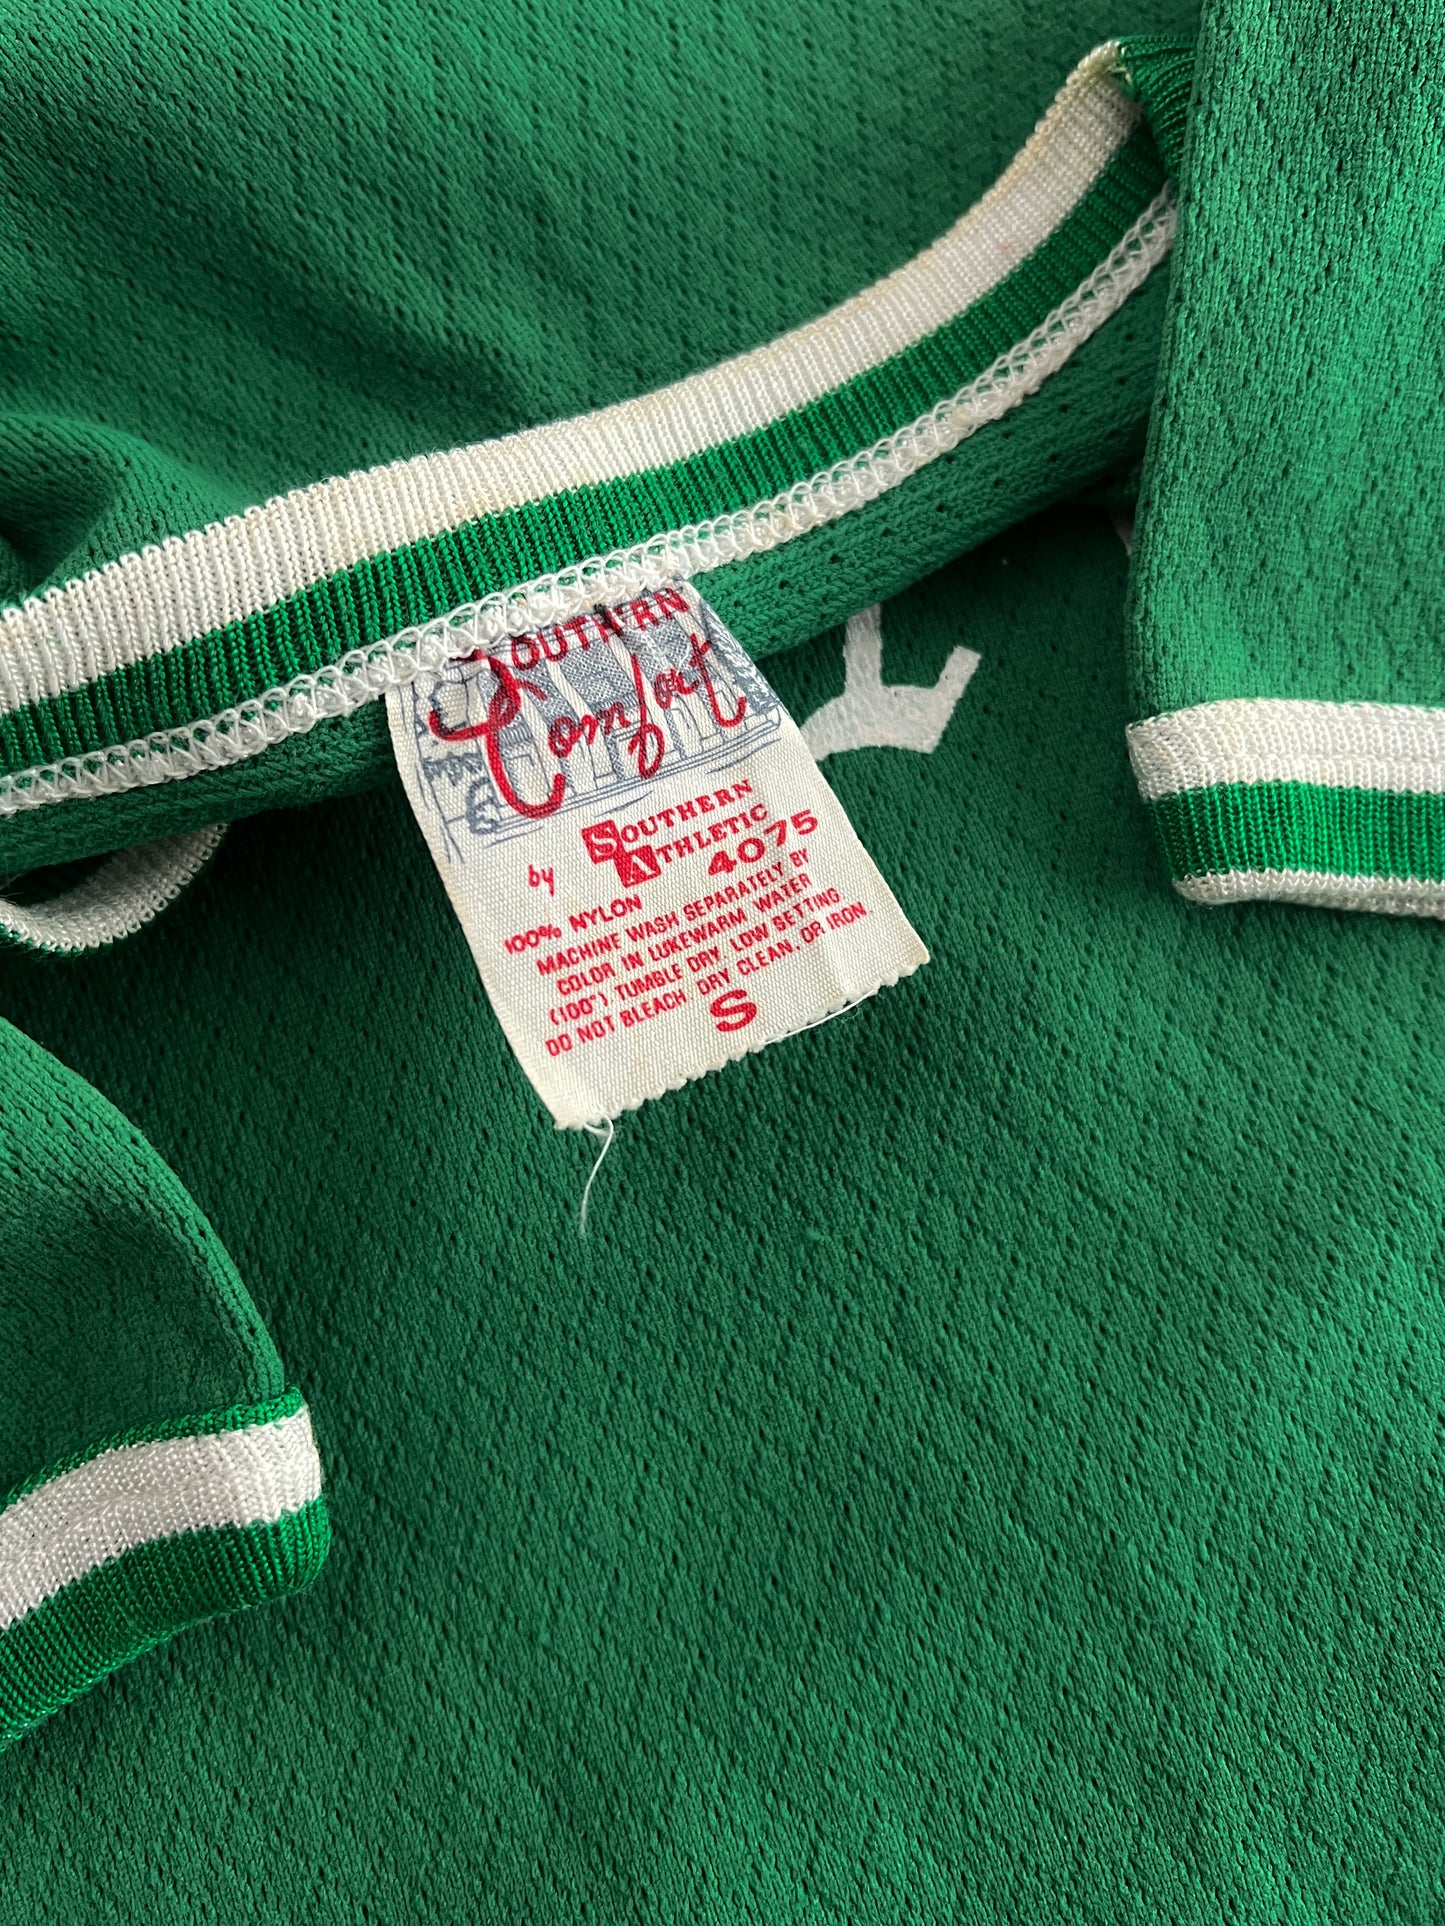 SOUTHERN
Comfort
by SOUTHERN
ATHLETIC
100% NYLON 4075
MACHINE WASH SEPARATELY BY
COLOR IN LUKEWARM WATER
(100°) TUMBLE DRY, LOW SETTING
DO NOT BLEACH DRY CLEAN, OR IRON.
S